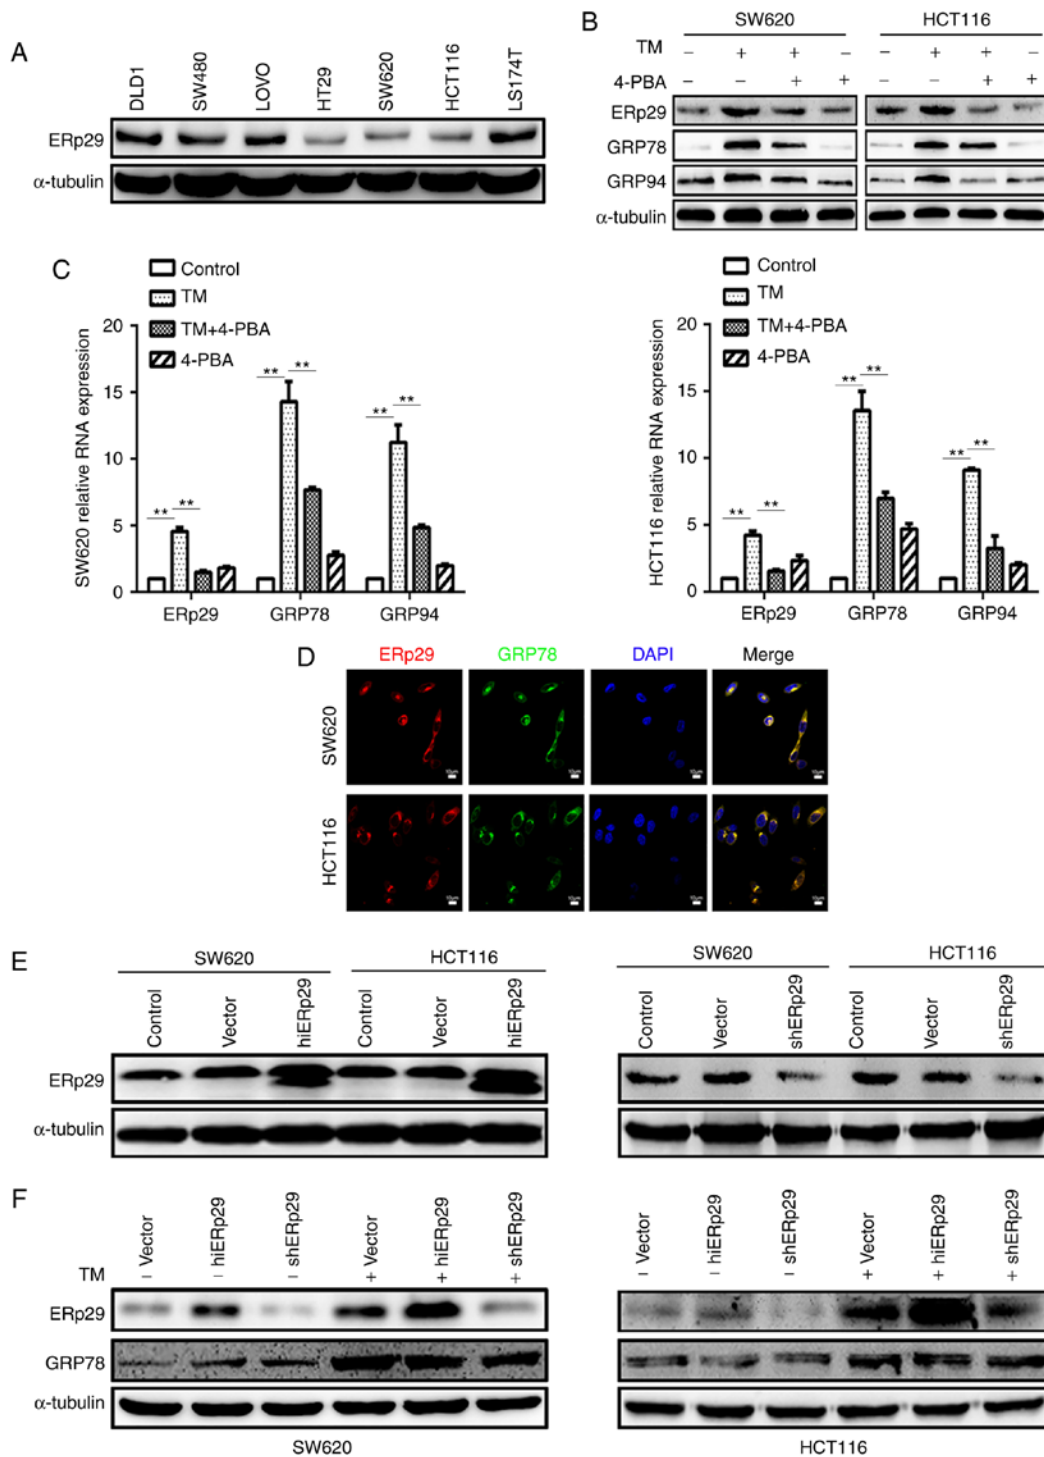 A
DLD1
SW480
LOVO
HT29
SW620
HCT116
LS174T
ERp29
α-tubulin
B
SW620
HCT116
TM
− + + − − + + −
4-PBA
− − + + − − + +
ERp29
GRP78
GRP94
α-tubulin
C
Control
TM
TM+4-PBA
4-PBA
SW620 relative RNA expression
20
15
10
5
0
** ** ** ** ** **
ERp29 GRP78 GRP94
Control
TM
TM+4-PBA
4-PBA
HCT116 relative RNA expression
20
15
10
5
0
** ** ** ** ** **
ERp29 GRP78 GRP94
D
ERp29 GRP78 DAPI Merge
SW620
HCT116
E
SW620 HCT116
Control
Vector
hiERp29
Control
Vector
hiERp29
ERp29
α-tubulin
SW620 HCT116
Control
Vector
shERp29
Control
Vector
shERp29
F
Vector
hiERp29
shERp29
Vector
hiERp29
shERp29
TM − − − + + +
ERp29
GRP78
α-tubulin
SW620
Vector
hiERp29
shERp29
Vector
hiERp29
shERp29
− − − + + +
HCT116